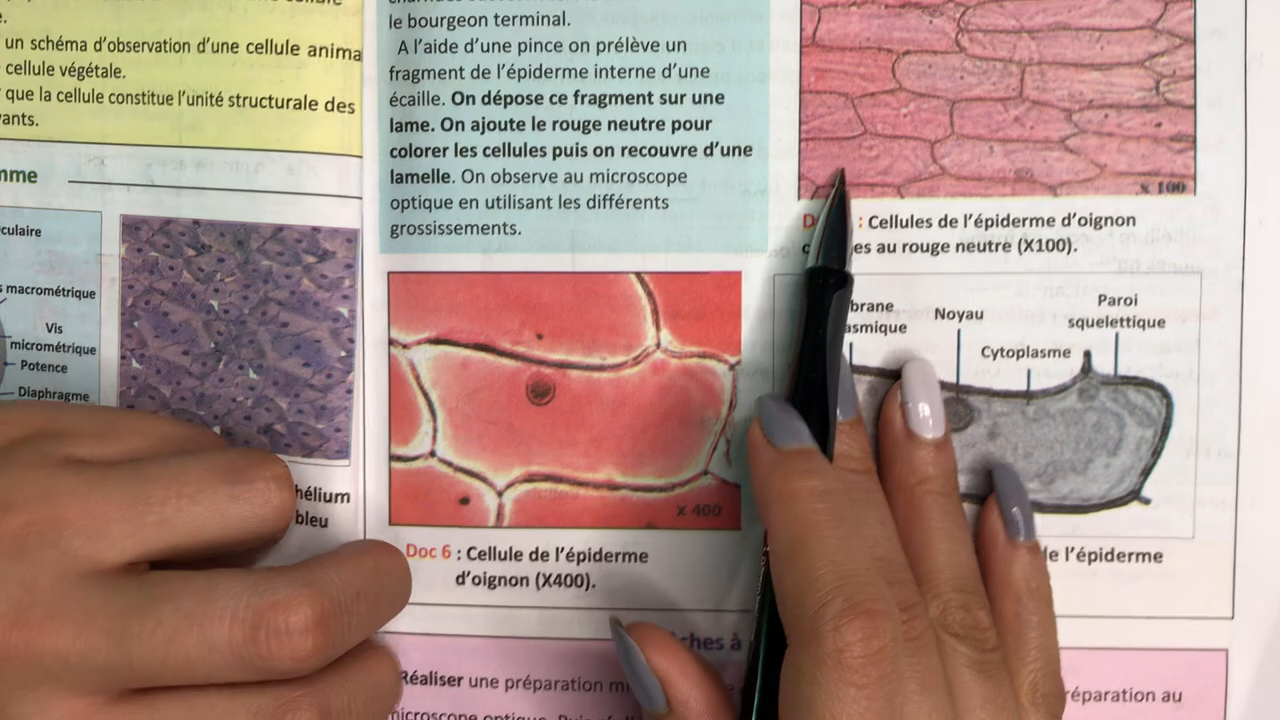 un schéma d'observation d'une cellule anima
cellule végétale.
que la cellule constitue l'unité structurale des
le bourgeon terminal.
A l'aide d'une pince on prélève un
fragment de l'épiderme interne d'une
écaille. On dépose ce fragment sur une
lame. On ajoute le rouge neutre pour
colorer les cellules puis on recouvre d'une
lamelle. On observe au microscope
optique en utilisant les différents
grossissements.
x 100
: Cellules de l'épiderme d'oignon
es au rouge neutre (X100).
culaire
macrométrique
Vis
micrométrique
Potence
Diaphragme
hélium
bleu
x 400
Doc 6 : Cellule de l'épiderme
d'oignon (X400).
brane
asmique
Noyau
Paroi
squelettique
Cytoplasme
de l'épiderme
ches à
Réaliser une préparation mi
réparation au
microscope optique.